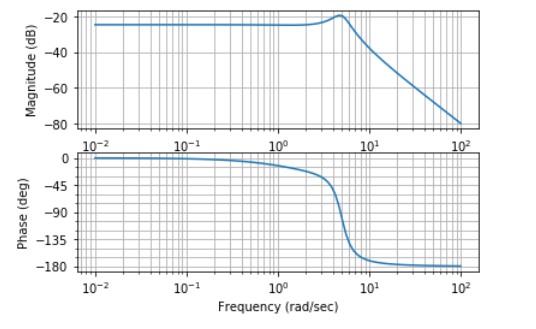 Magnitude (dB)
−20
−40
−60
−80
10⁻² 10⁻¹ 10⁰ 10¹ 10²
Phase (deg)
0
−45
−90
−135
−180
10⁻² 10⁻¹ 10⁰ 10¹ 10²
Frequency (rad/sec)